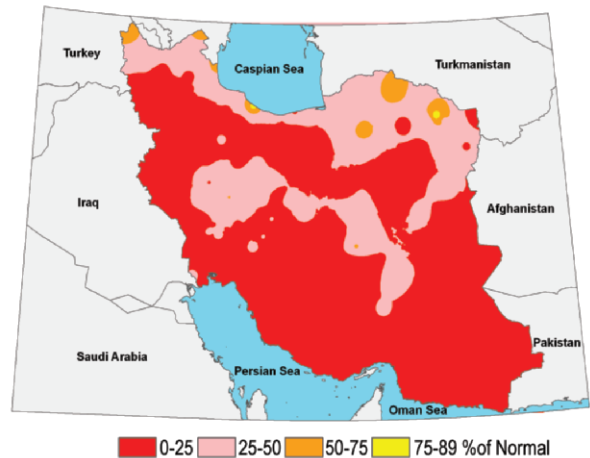 Turkey
Caspian Sea
Turkmanistan
Iraq
Afghanistan
Saudi Arabia
Persian Sea
Pakistan
Oman Sea
0-25 25-50 50-75 75-89 %of Normal